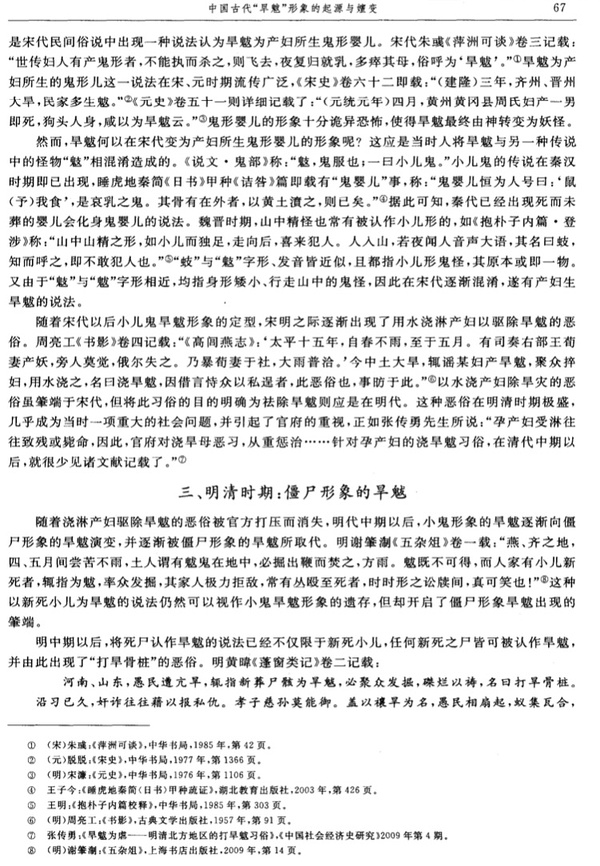 中国古代“旱魃”形象的起源与嬗变 67
是宋代民间俗说中出现一种说法认为旱魃为产妇所生鬼形婴儿。宋代朱彧《萍洲可谈》卷三记载：
“世传妇人有产鬼形者，不能执而杀之，则飞去，夜复归就乳，多瘁其母，俗呼为‘旱魃’。”①旱魃为产
妇所生的鬼形儿这一说法在宋、元时期流传广泛，《宋史》卷六十二即载：“（建隆）三年，齐州、晋州
大旱，民家多生魃。”②《元史》卷五十一则详细记载了：“（元统元年）四月，黄州黄冈县周氏妇产一男
即死，狗头人身，咸以为旱魃云。”③鬼形婴儿的形象十分诡异恐怖，使得旱魃最终由神转变为妖怪。
然而，旱魃何以在宋代变为产妇所生鬼形婴儿的形象呢？这应是当时人将旱魃与另一种传说
中的怪物“鬾”相混淆造成的。《说文·鬼部》称：“鬾，鬼服也；一曰小儿鬼。”小儿鬼的传说在秦汉
时期即已出现，睡虎地秦简《日书》甲种《诘咎》篇即载有“鬼婴儿”事，称：“鬼婴儿恒为人号曰：‘鼠
（予）我食’，是哀乳之鬼。其骨有在外者，以黄土濆之，则已矣。”④据此可知，秦代已经出现死而未
葬的婴儿会化身鬼婴儿的说法。魏晋时期，山中精怪也常有被认作小儿形的，如《抱朴子内篇·登
涉》称：“山中山精之形，如小儿而独足，走向后，喜来犯人。人入山，若夜闻人音声大语，其名曰蚑，
知而呼之，即不敢犯人也。”⑤“蚑”与“鬾”字形、发音皆近似，且都指小儿形鬼怪，其原本或即一物。
又由于“魃”与“鬾”字形相近，均指身形矮小、行走山中的鬼怪，因此在宋代逐渐混淆，遂有产妇生
旱魃的说法。
随着宋代以后小儿鬼旱魃形象的定型，宋明之际逐渐出现了用水浇淋产妇以驱除旱魃的恶
俗。周亮工《书影》卷四记载：“《高闾燕志》：‘太平十五年，自春不雨，至于五月。有司奏右部王荀
妻产妖，旁人莫觉，俄尔失之。乃暴荀妻于社，大雨普洽。’今中土大旱，辄谣某妇产旱魃，聚众捽
妇，用水浇之，名曰浇旱魃，因借言恃众以私逞者，此恶俗也，事昉于此。”⑥以水浇产妇除旱灾的恶
俗虽肇端于宋代，但将此习俗的目的明确为祛除旱魃则应是在明代。这种恶俗在明清时期极盛，
几乎成为当时一项重大的社会问题，并引起了官府的重视，正如张传勇先生所说：“孕产妇受淋往
往致残或毙命，因此，官府对浇旱母恶习，从重惩治……针对孕产妇的浇旱魃习俗，在清代中期以
后，就很少见诸文献记载了。”⑦
三、明清时期：僵尸形象的旱魃
随着浇淋产妇驱除旱魃的恶俗被官方打压而消失，明代中期以后，小鬼形象的旱魃逐渐向僵
尸形象的旱魃演变，并逐渐被僵尸形象的旱魃所取代。明谢肇淛《五杂俎》卷一载：“燕、齐之地，
四、五月间尝苦不雨，土人谓有魃鬼在地中，必掘出鞭而焚之，方雨。魃既不可得，而人家有小儿新
死者，辄指为魃，率众发掘，其家人极力拒敌，常有丛殴至死者，时时形之讼牍间，真可笑也！”⑧这种
以新死小儿为旱魃的说法仍然可以视作小鬼旱魃形象的遗存，但却开启了僵尸形象旱魃出现的
肇端。
明中期以后，将死尸认作旱魃的说法已经不仅限于新死小儿，任何新死之尸皆可被认作旱魃，
并由此出现了“打旱骨桩”的恶俗。明黄暐《蓬窗类记》卷二记载：
河南、山东，愚民遭亢旱，辄指新葬尸骸为旱魃，必聚众发掘，磔烂以祷，名曰打旱骨桩。
沿习已久，奸诈往往藉以报私仇。孝子慈孙莫能御。盖以禳旱为名，愚民相扇起，蚁集瓦合，
① （宋）朱彧：《萍洲可谈》，中华书局，1985年，第42页。
② （元）脱脱：《宋史》，中华书局，1977年，第1366页。
③ （明）宋濂：《元史》，中华书局，1976年，第1106页。
④ 王子今：《睡虎地秦简〈日书〉甲种疏证》，湖北教育出版社，2003年，第426页。
⑤ 王明：《抱朴子内篇校释》，中华书局，1985年，第303页。
⑥ （明）周亮工：《书影》，古典文学出版社，1957年，第91页。
⑦ 张传勇：《旱魃为虐——明清北方地区的打旱魃习俗》，《中国社会经济史研究》2009年第4期。
⑧ （明）谢肇淛：《五杂俎》，上海书店出版社，2009年，第14页。